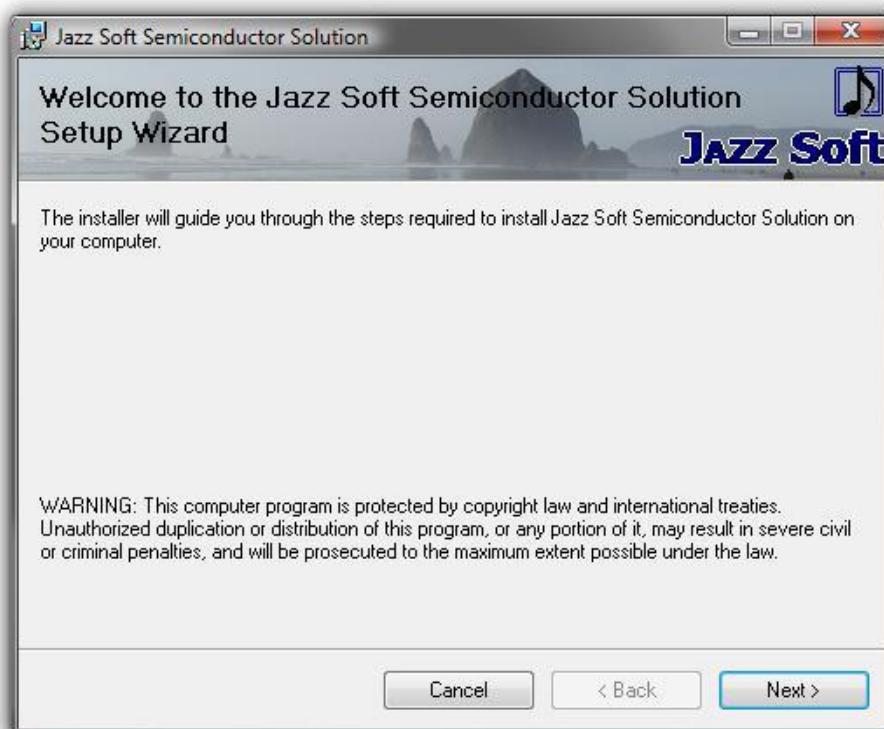 Jazz Soft Semiconductor Solution
Welcome to the Jazz Soft Semiconductor Solution
Setup Wizard
Jazz Soft
The installer will guide you through the steps required to install Jazz Soft Semiconductor Solution on
your computer.
WARNING: This computer program is protected by copyright law and international treaties.
Unauthorized duplication or distribution of this program, or any portion of it, may result in severe civil
or criminal penalties, and will be prosecuted to the maximum extent possible under the law.
Cancel < Back Next >